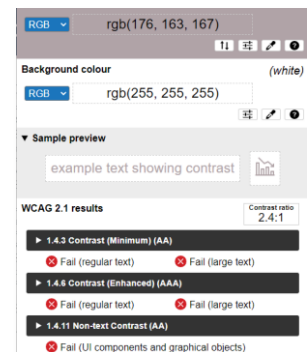 RGB rgb(176, 163, 167)
Background colour (white)
RGB rgb(255, 255, 255)
▼ Sample preview
example text showing contrast
WCAG 2.1 results
Contrast ratio
2.4:1
▶ 1.4.3 Contrast (Minimum) (AA)
Fail (regular text) Fail (large text)
▶ 1.4.6 Contrast (Enhanced) (AAA)
Fail (regular text) Fail (large text)
▶ 1.4.11 Non-text Contrast (AA)
Fail (UI components and graphical objects)